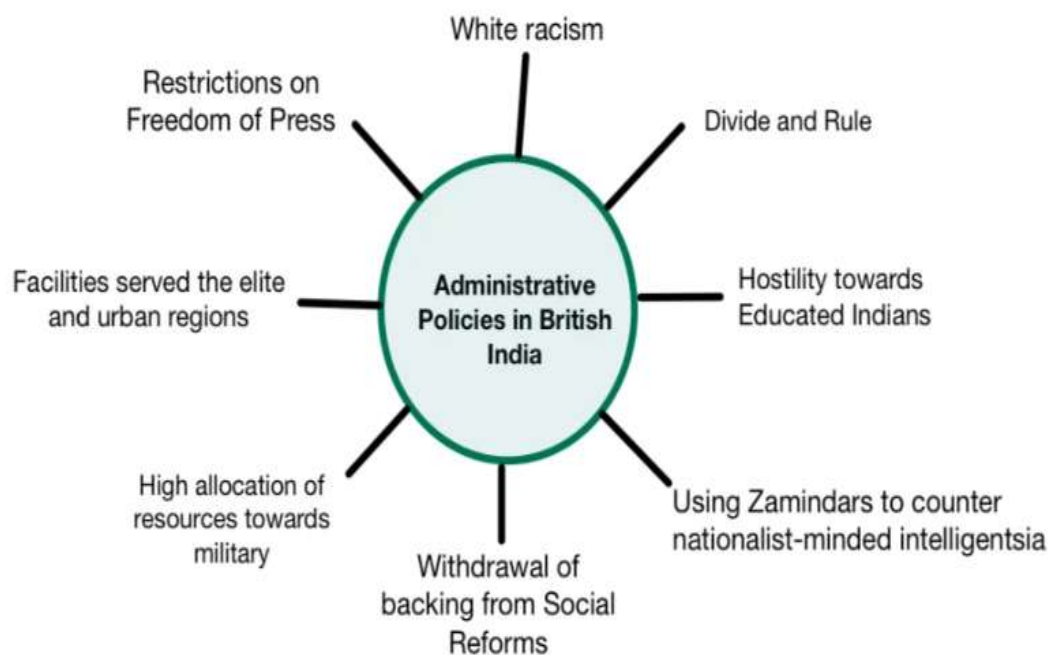 White racism
Restrictions on
Freedom of Press
Divide and Rule
Facilities served the elite
and urban regions
Administrative
Policies in British
India
Hostility towards
Educated Indians
High allocation of
resources towards
military
Using Zamindars to counter
nationalist-minded intelligentsia
Withdrawal of
backing from Social
Reforms